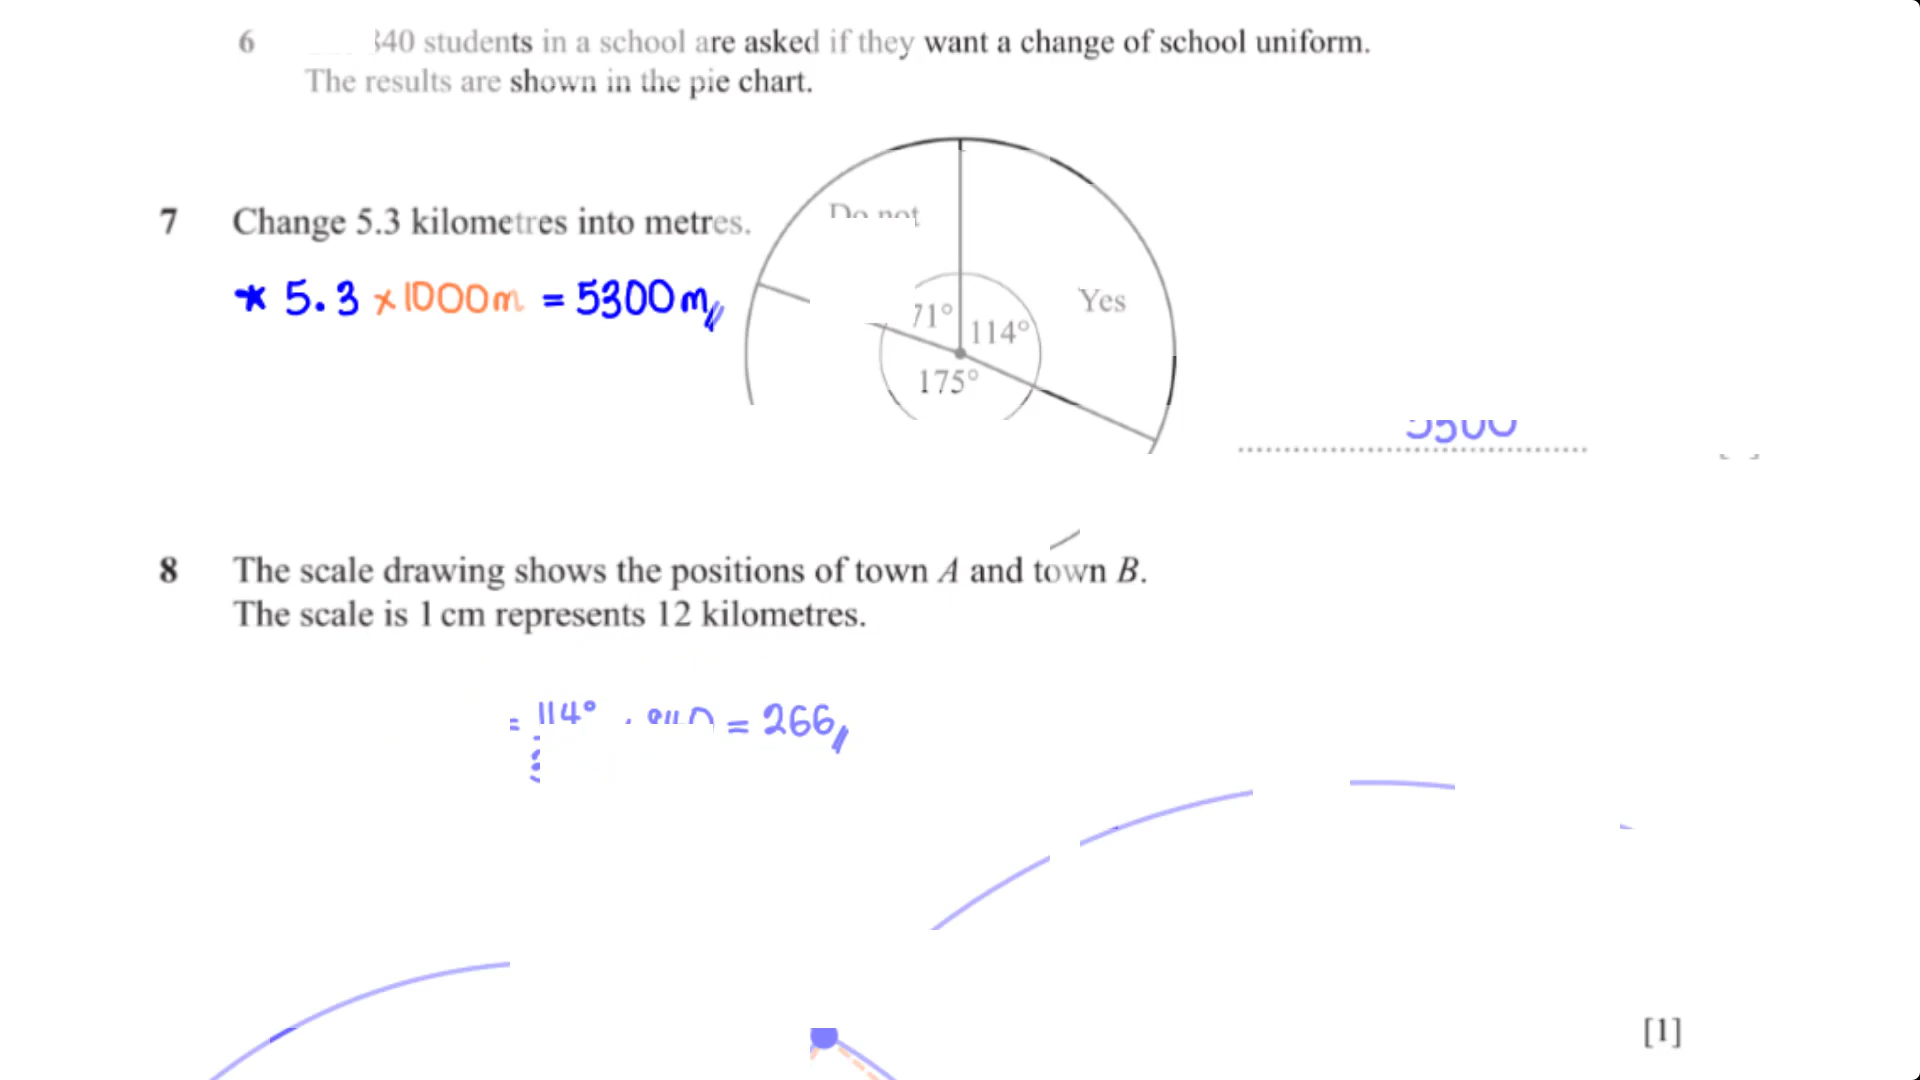 6 340 students in a school are asked if they want a change of school uniform.
The results are shown in the pie chart.
7 Change 5.3 kilometres into metres.
* 5.3 × 1000m = 5300m
Do not
Yes
71°
114°
175°
8 The scale drawing shows the positions of town A and town B.
The scale is 1 cm represents 12 kilometres.
= 114° = 266
[1]